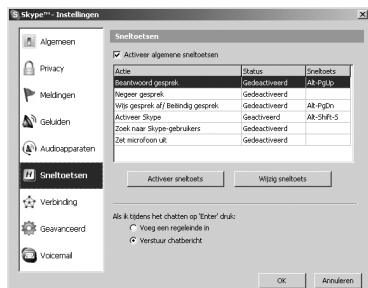 Skype™ - Instellingen
Algemeen
Privacy
Meldingen
Geluiden
Audioapparaten
Sneltoetsen
Verbinding
Geavanceerd
Voicemail
Sneltoetsen
Activeer algemene sneltoetsen
Actie Status Sneltoets
Beantwoord gesprek Gedeactiveerd Alt-PgUp
Negeer gesprek Gedeactiveerd
Wijs gesprek af/ Beëindig gesprek Gedeactiveerd Alt-PgDn
Activeer Skype Geactiveerd Alt-Shift-S
Zoek naar Skype-gebruikers Gedeactiveerd
Zet microfoon uit Gedeactiveerd
Activeer sneltoets Wijzig sneltoets
Als ik tijdens het chatten op 'Enter' druk:
Voeg een regeleinde in
Verstuur chatbericht
OK Annuleren